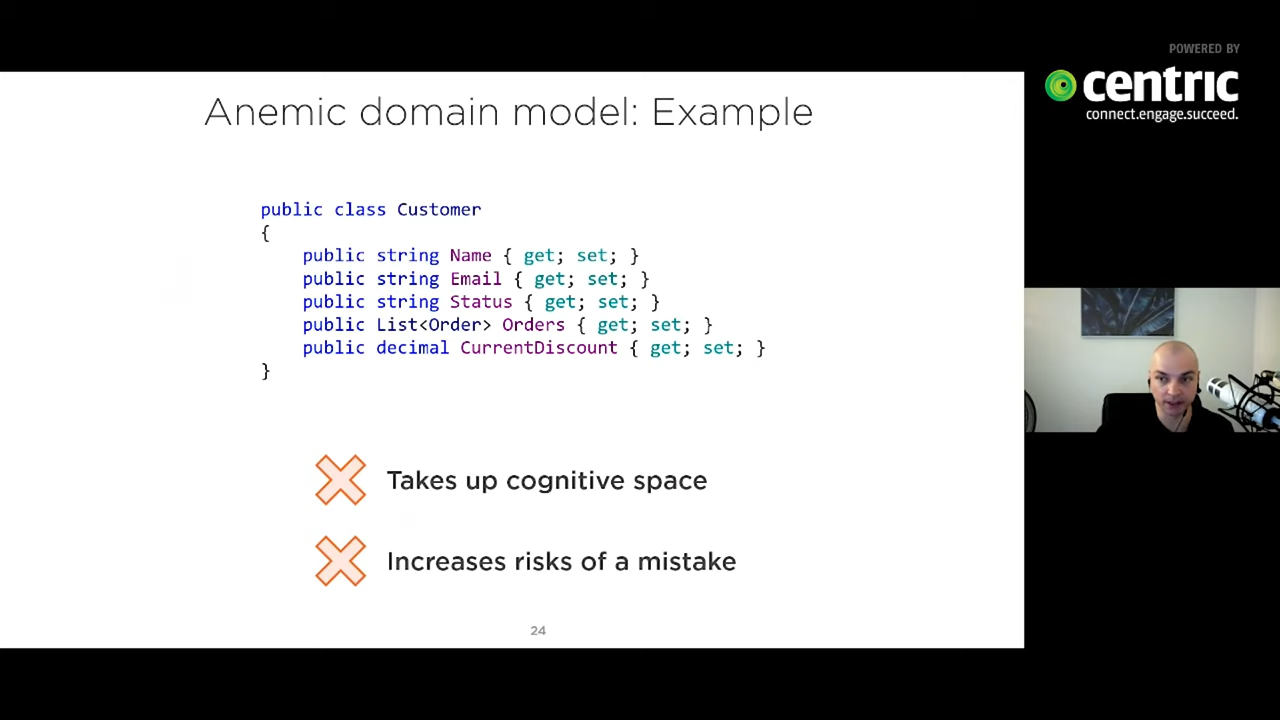 POWERED BY
centric
connect.engage.succeed.
Anemic domain model: Example
public class Customer
{
public string Name { get; set; }
public string Email { get; set; }
public string Status { get; set; }
public List<Order> Orders { get; set; }
public decimal CurrentDiscount { get; set; }
}
Takes up cognitive space
Increases risks of a mistake
24